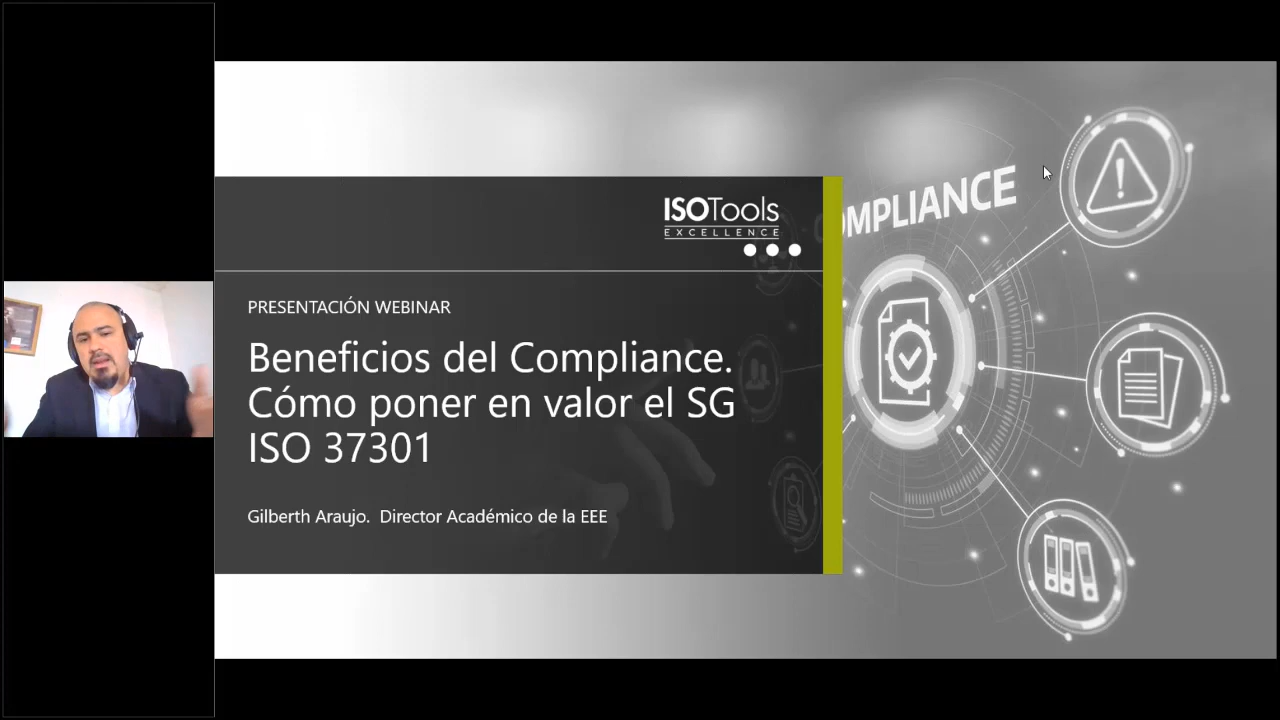 ISOTools
EXCELLENCE
OMPLIANCE
PRESENTACIÓN WEBINAR
Beneficios del Compliance.
Cómo poner en valor el SG
ISO 37301
Gilberth Araujo. Director Académico de la EEE